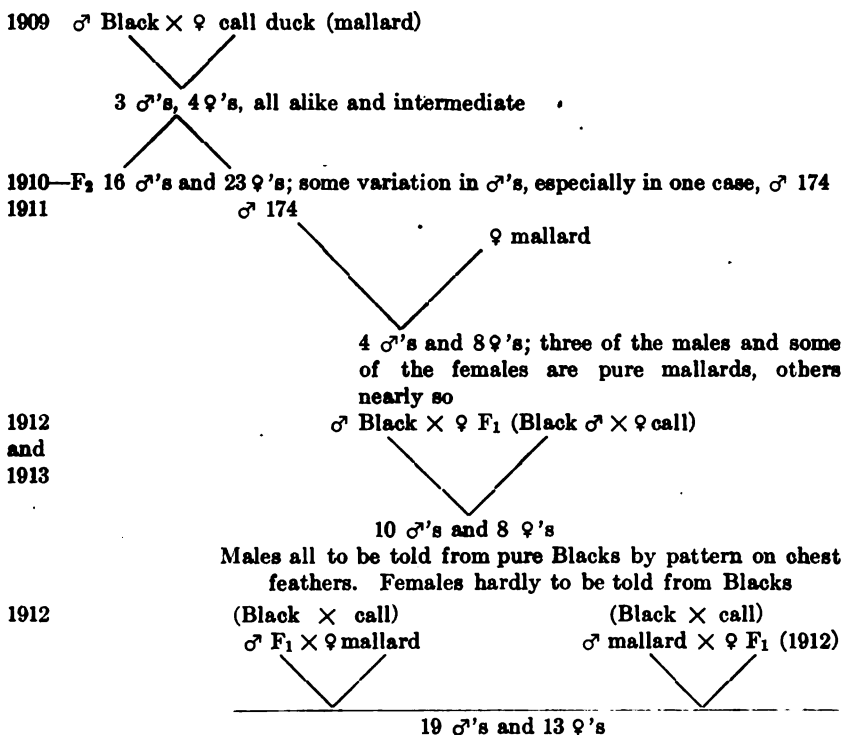 1909 ♂ Black × ♀ call duck (mallard)
3 ♂'s, 4♀'s, all alike and intermediate
1910—F₂ 16 ♂'s and 23 ♀'s; some variation in ♂'s, especially in one case, ♂ 174
1911 ♂ 174
♀ mallard
4 ♂'s and 8♀'s; three of the males and some
of the females are pure mallards, others
nearly so
1912 ♂ Black × ♀ F₁ (Black ♂ × ♀ call)
and
1913
10 ♂'s and 8 ♀'s
Males all to be told from pure Blacks by pattern on chest
feathers. Females hardly to be told from Blacks
1912 (Black × call) (Black × call)
♂ F₁ × ♀ mallard ♂ mallard × ♀ F₁ (1912)
19 ♂'s and 13 ♀'s